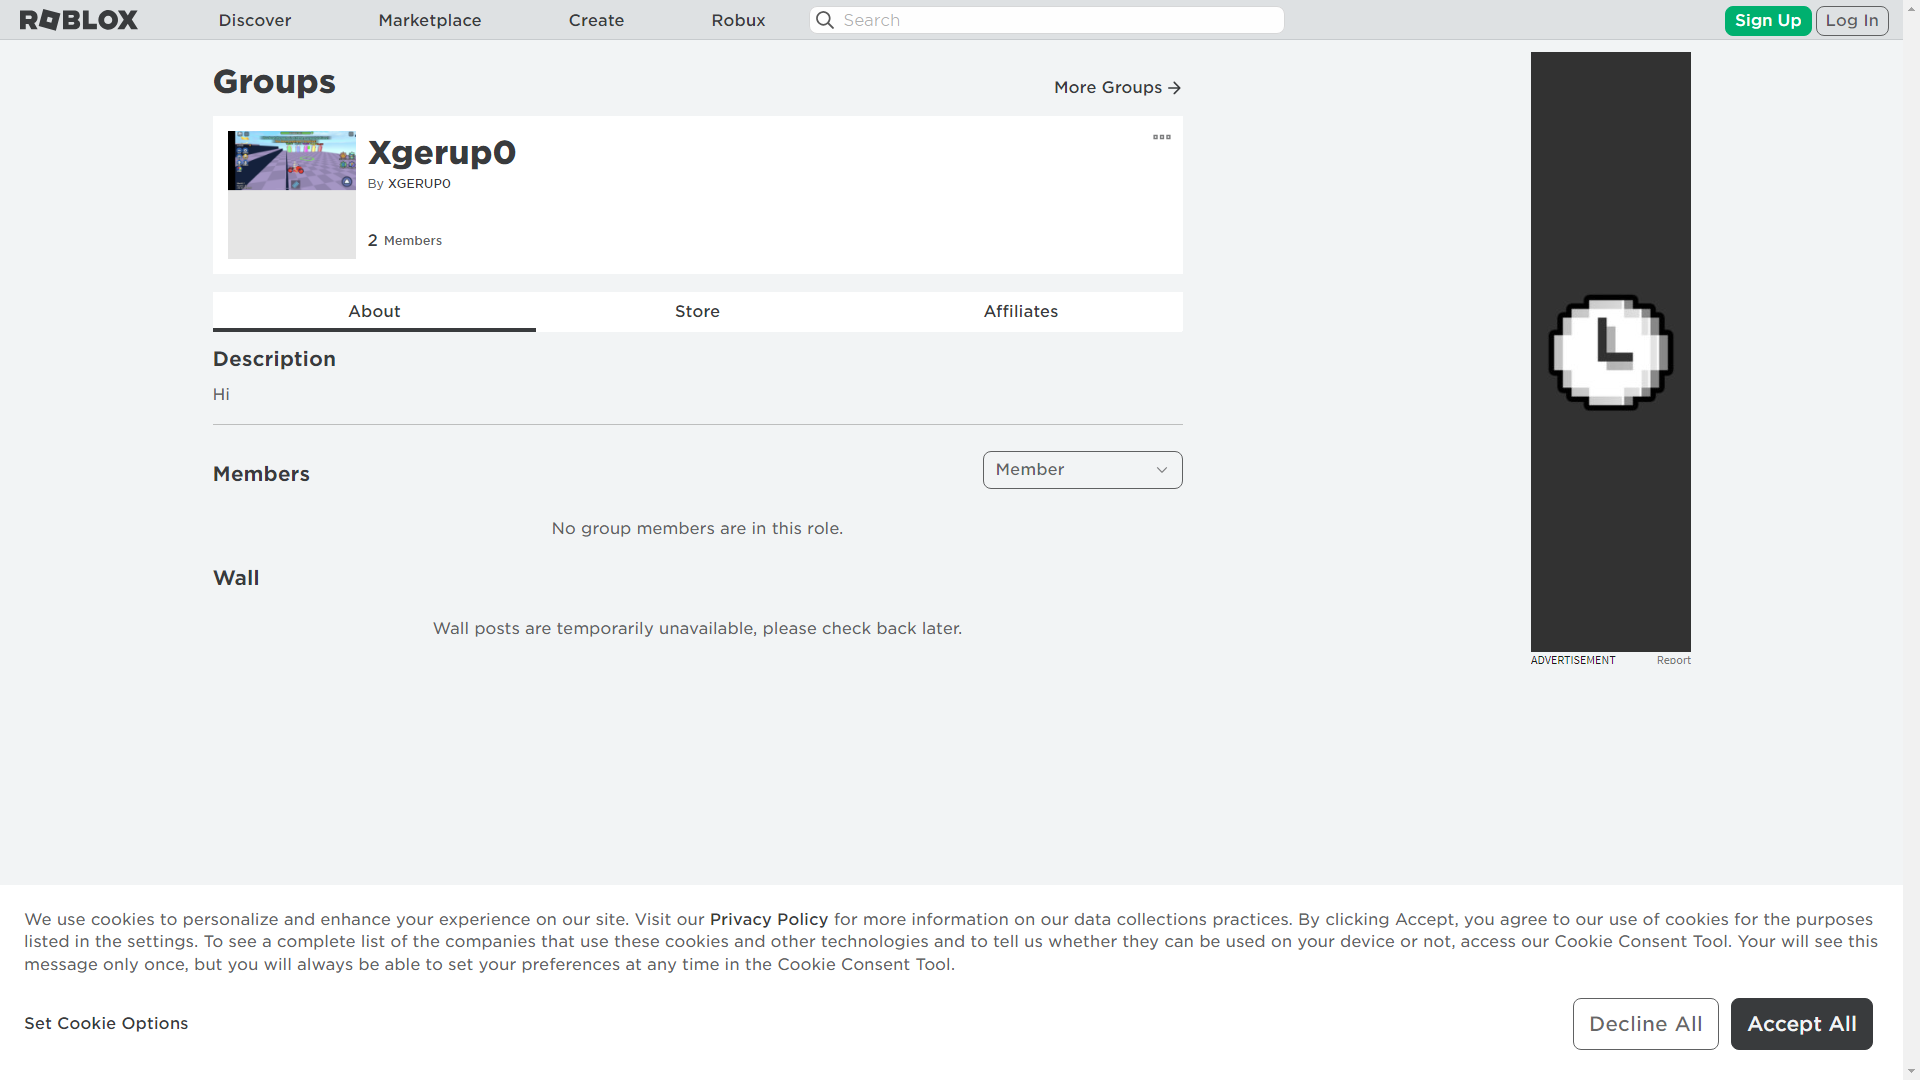 ROBLOX
Discover
Marketplace
Create
Robux
Search
Sign Up
Log In
Groups
More Groups
Xgerup0
By XGERUP0
2 Members
About
Store
Affiliates
Description
Hi
Members
Member
No group members are in this role.
Wall
Wall posts are temporarily unavailable, please check back later.
ADVERTISEMENT
Report
We use cookies to personalize and enhance your experience on our site. Visit our Privacy Policy for more information on our data collections practices. By clicking Accept, you agree to our use of cookies for the purposes
listed in the settings. To see a complete list of the companies that use these cookies and other technologies and to tell us whether they can be used on your device or not, access our Cookie Consent Tool. Your will see this
message only once, but you will always be able to set your preferences at any time in the Cookie Consent Tool.
Set Cookie Options
Decline All
Accept All